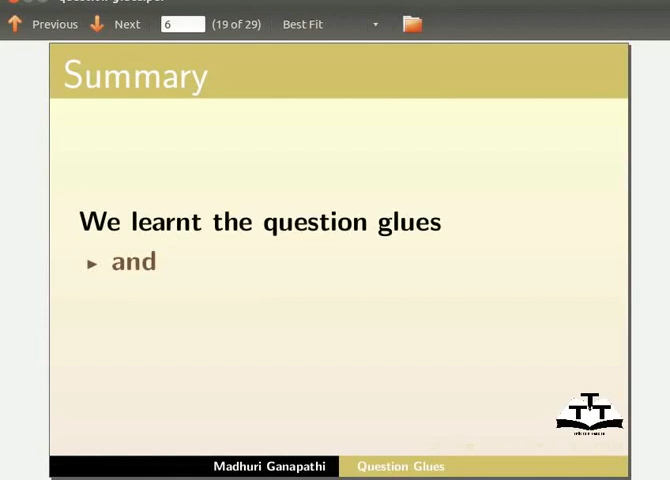 Previous Next 6 (19 of 29) Best Fit
Summary
We learnt the question glues
▸ and
TTT
Madhuri Ganapathi Question Glues